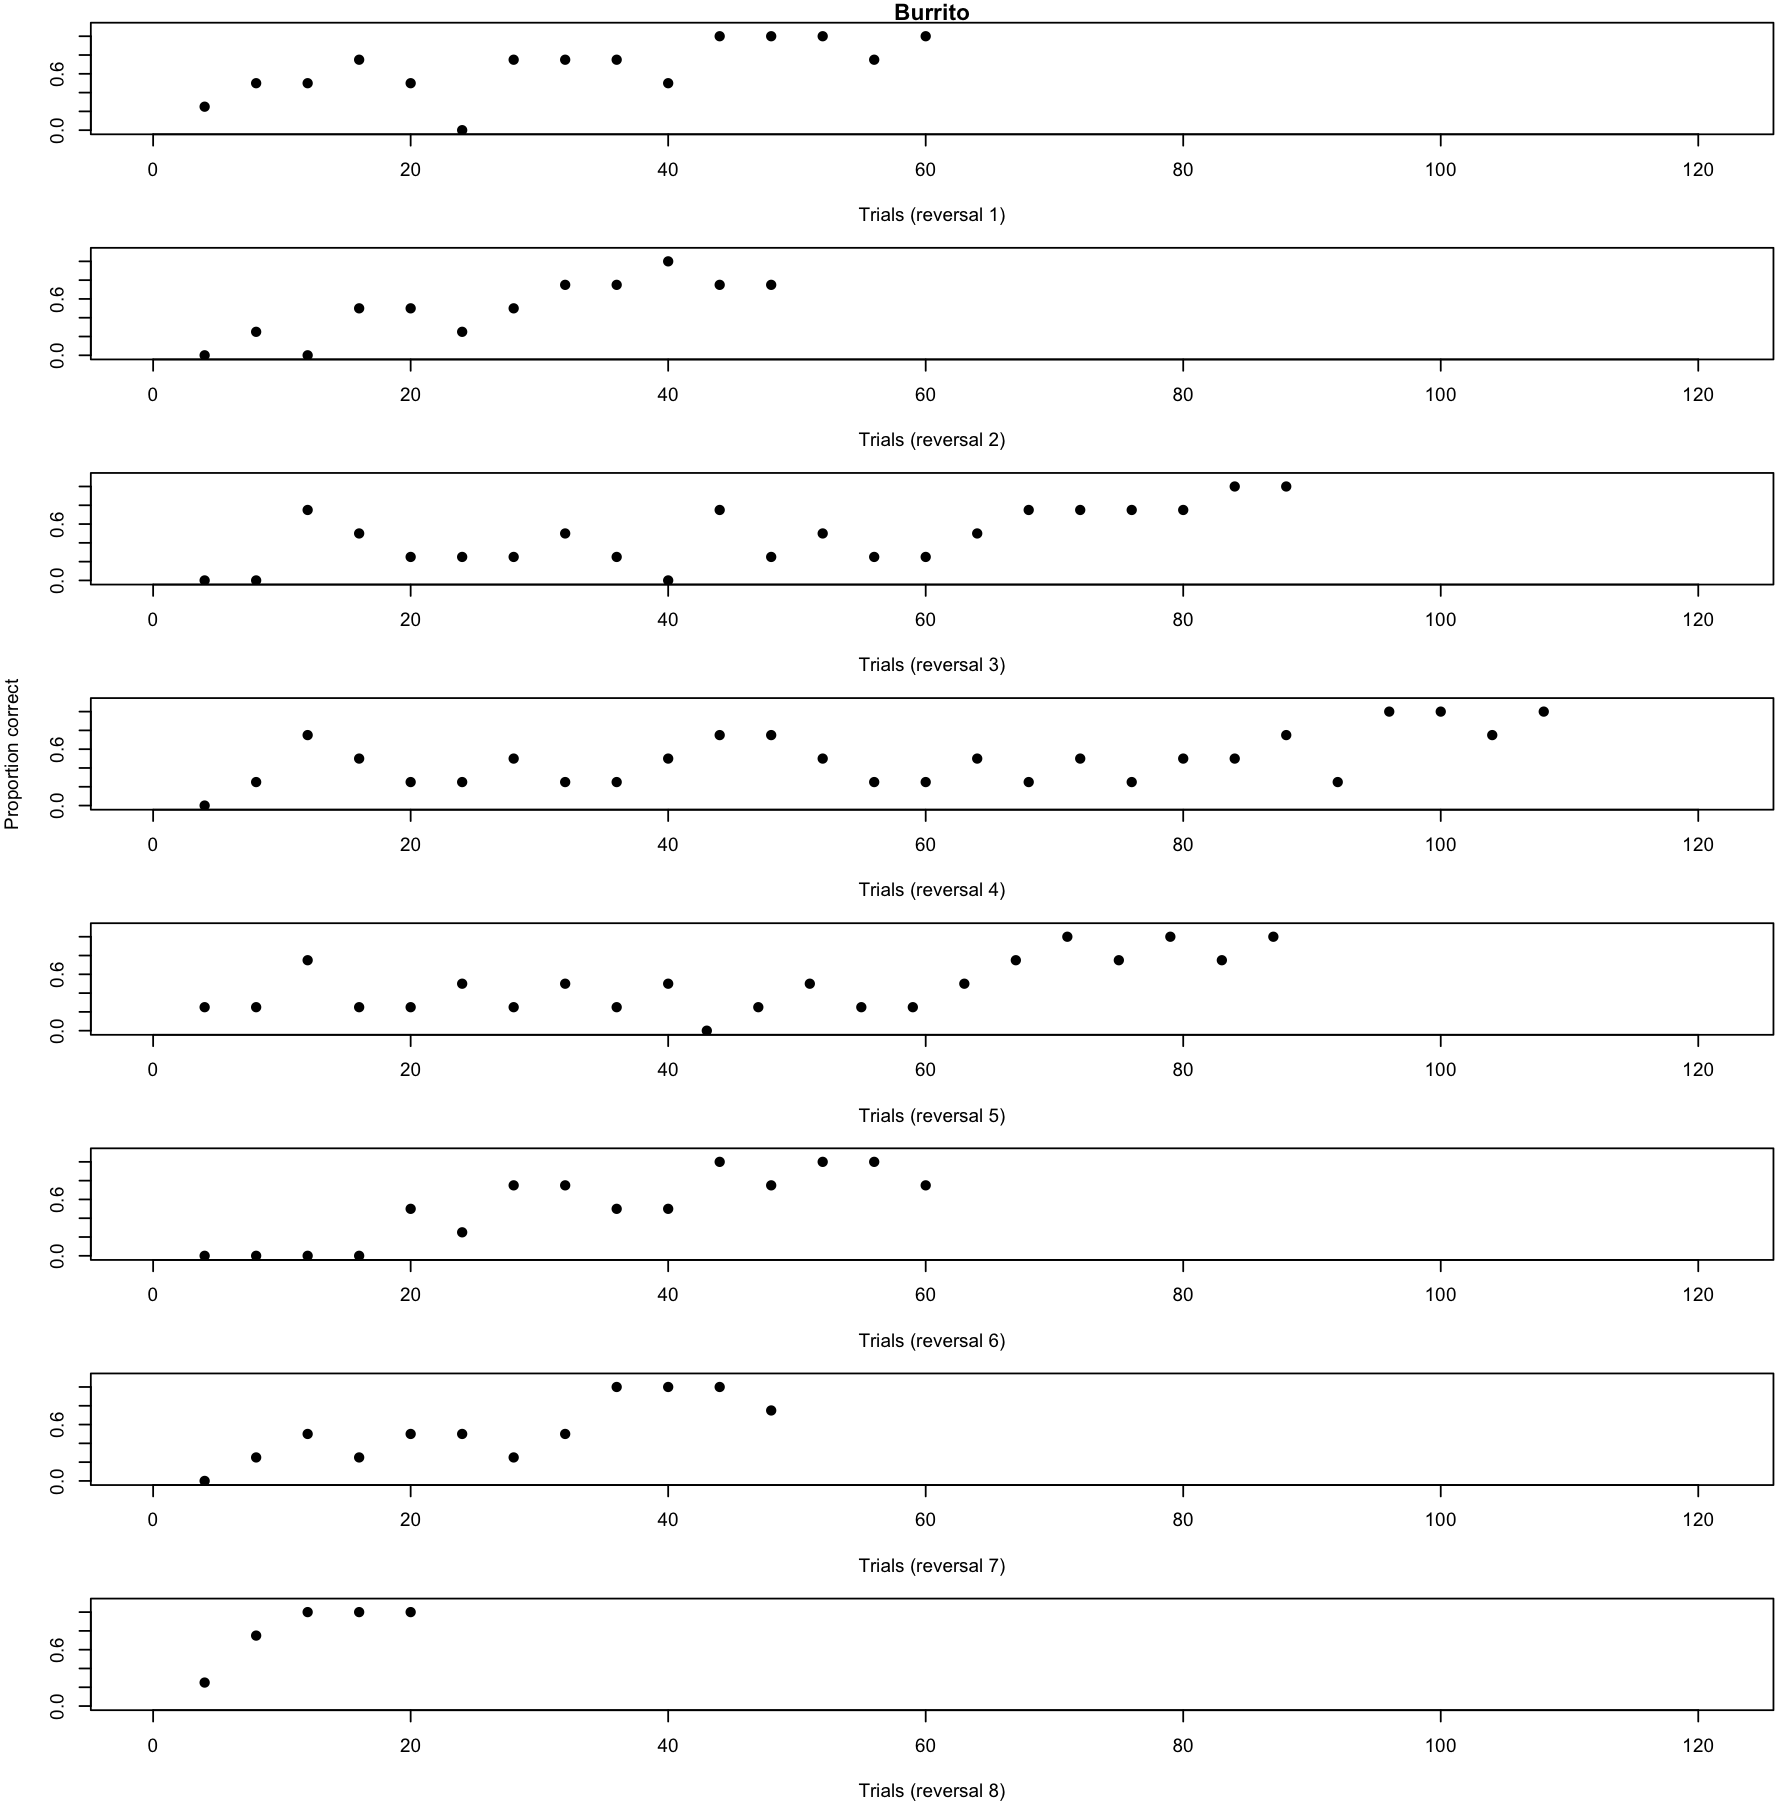 Burrito
Proportion correct
0.0 0.6
0 20 40 60 80 100 120
Trials (reversal 1)
0.0 0.6
0 20 40 60 80 100 120
Trials (reversal 2)
0.0 0.6
0 20 40 60 80 100 120
Trials (reversal 3)
0.0 0.6
0 20 40 60 80 100 120
Trials (reversal 4)
0.0 0.6
0 20 40 60 80 100 120
Trials (reversal 5)
0.0 0.6
0 20 40 60 80 100 120
Trials (reversal 6)
0.0 0.6
0 20 40 60 80 100 120
Trials (reversal 7)
0.0 0.6
0 20 40 60 80 100 120
Trials (reversal 8)